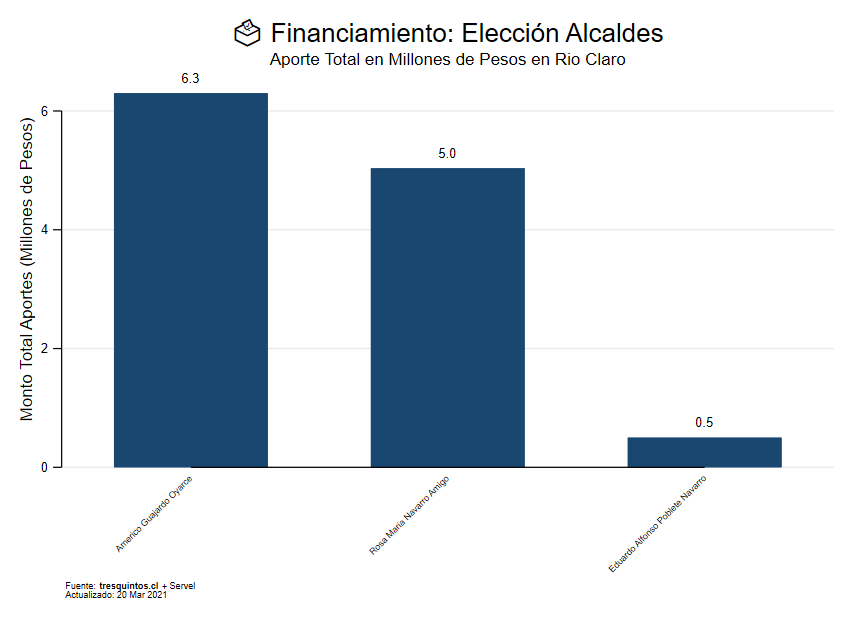 Financiamiento: Elección Alcaldes
Aporte Total en Millones de Pesos en Rio Claro
Monto Total Aportes (Millones de Pesos)
6
4
2
0
6.3
5.0
0.5
Americo Guajardo Oyarce
Rosa Maria Navarro Amigo
Eduardo Alfonso Poblete Navarro
Fuente: tresquintos.cl + Servel
Actualizado: 20 Mar 2021